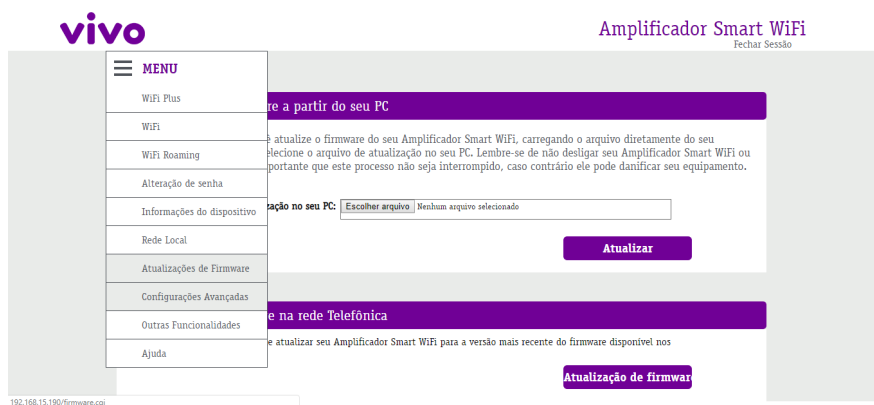 vivo
Amplificador Smart WiFi
Fechar Sessão
MENU
WiFi Plus
WiFi
WiFi Roaming
Alteração de senha
Informações do dispositivo
Rede Local
Atualizações de Firmware
Configurações Avançadas
Outras Funcionalidades
Ajuda
re a partir do seu PC
ê atualize o firmware do seu Amplificador Smart WiFi, carregando o arquivo diretamente do seu
elecione o arquivo de atualização no seu PC. Lembre-se de não desligar seu Amplificador Smart WiFi ou
portante que este processo não seja interrompido, caso contrário ele pode danificar seu equipamento.
zação no seu PC: Escolher arquivo Nenhum arquivo selecionado
Atualizar
e na rede Telefônica
e atualizar seu Amplificador Smart WiFi para a versão mais recente do firmware disponível nos
Atualização de firmwar
192.168.15.190/firmware.cgi